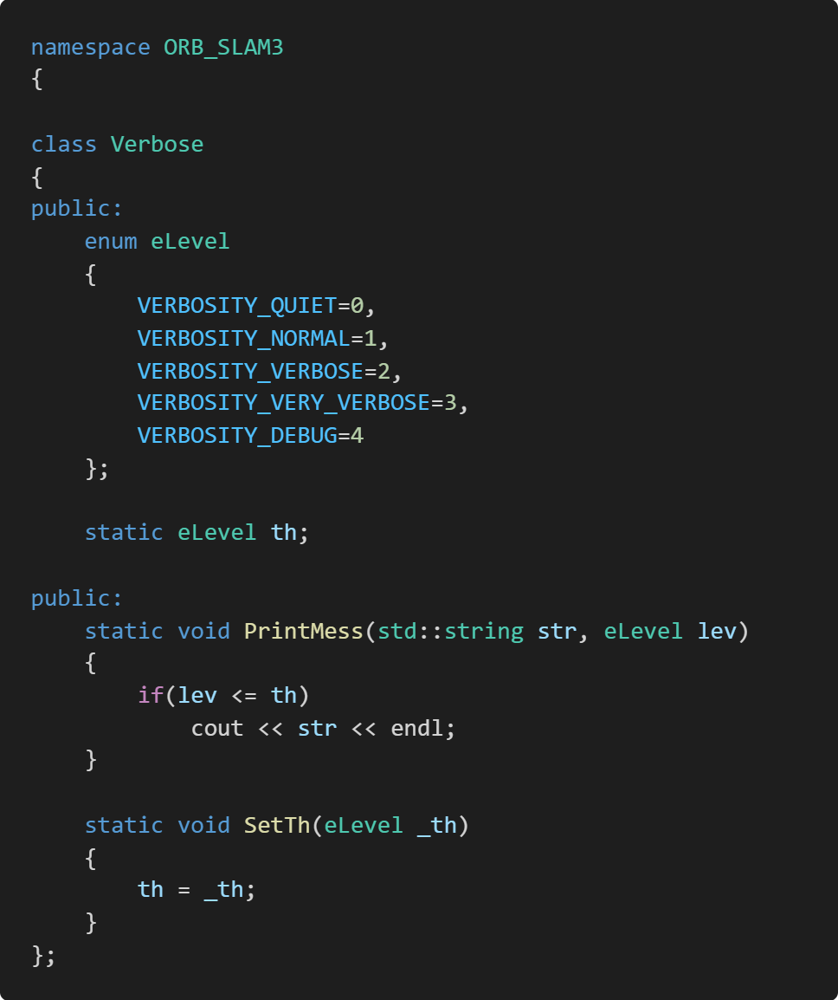 namespace ORB_SLAM3
{
class Verbose
{
public:
    enum eLevel
    {
        VERBOSITY_QUIET=0,
        VERBOSITY_NORMAL=1,
        VERBOSITY_VERBOSE=2,
        VERBOSITY_VERY_VERBOSE=3,
        VERBOSITY_DEBUG=4
    };
    static eLevel th;
public:
    static void PrintMess(std::string str, eLevel lev)
    {
        if(lev <= th)
            cout << str << endl;
    }
    static void SetTh(eLevel _th)
    {
        th = _th;
    }
};